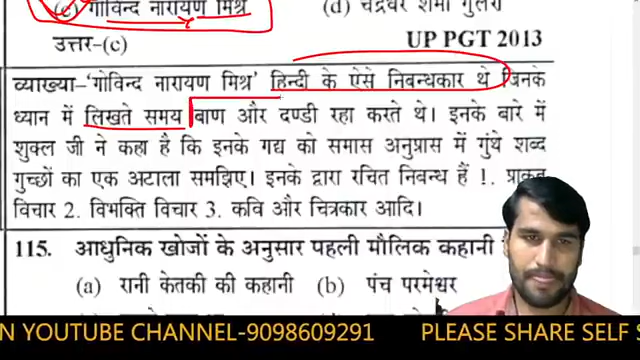 (c) गोविन्द नारायण मिश्र (d) चंद्रधर शर्मा गुलेरी
उत्तर-(c) UP PGT 2013
व्याख्या–'गोविन्द नारायण मिश्र' हिन्दी के ऐसे निबन्धकार थे जिनके
ध्यान में लिखते समय बाण और दण्डी रहा करते थे। इनके बारे में
शुक्ल जी ने कहा है कि इनके गद्य को समास अनुप्रास में गुंथे शब्द
गुच्छों का एक अटाला समझिए। इनके द्वारा रचित निबन्ध हैं 1. प्राकृत
विचार 2. विभक्ति विचार 3. कवि और चित्रकार आदि।
115. आधुनिक खोजों के अनुसार पहली मौलिक कहानी
(a) रानी केतकी की कहानी (b) पंच परमेश्वर
N YOUTUBE CHANNEL-9098609291 PLEASE SHARE SELF S